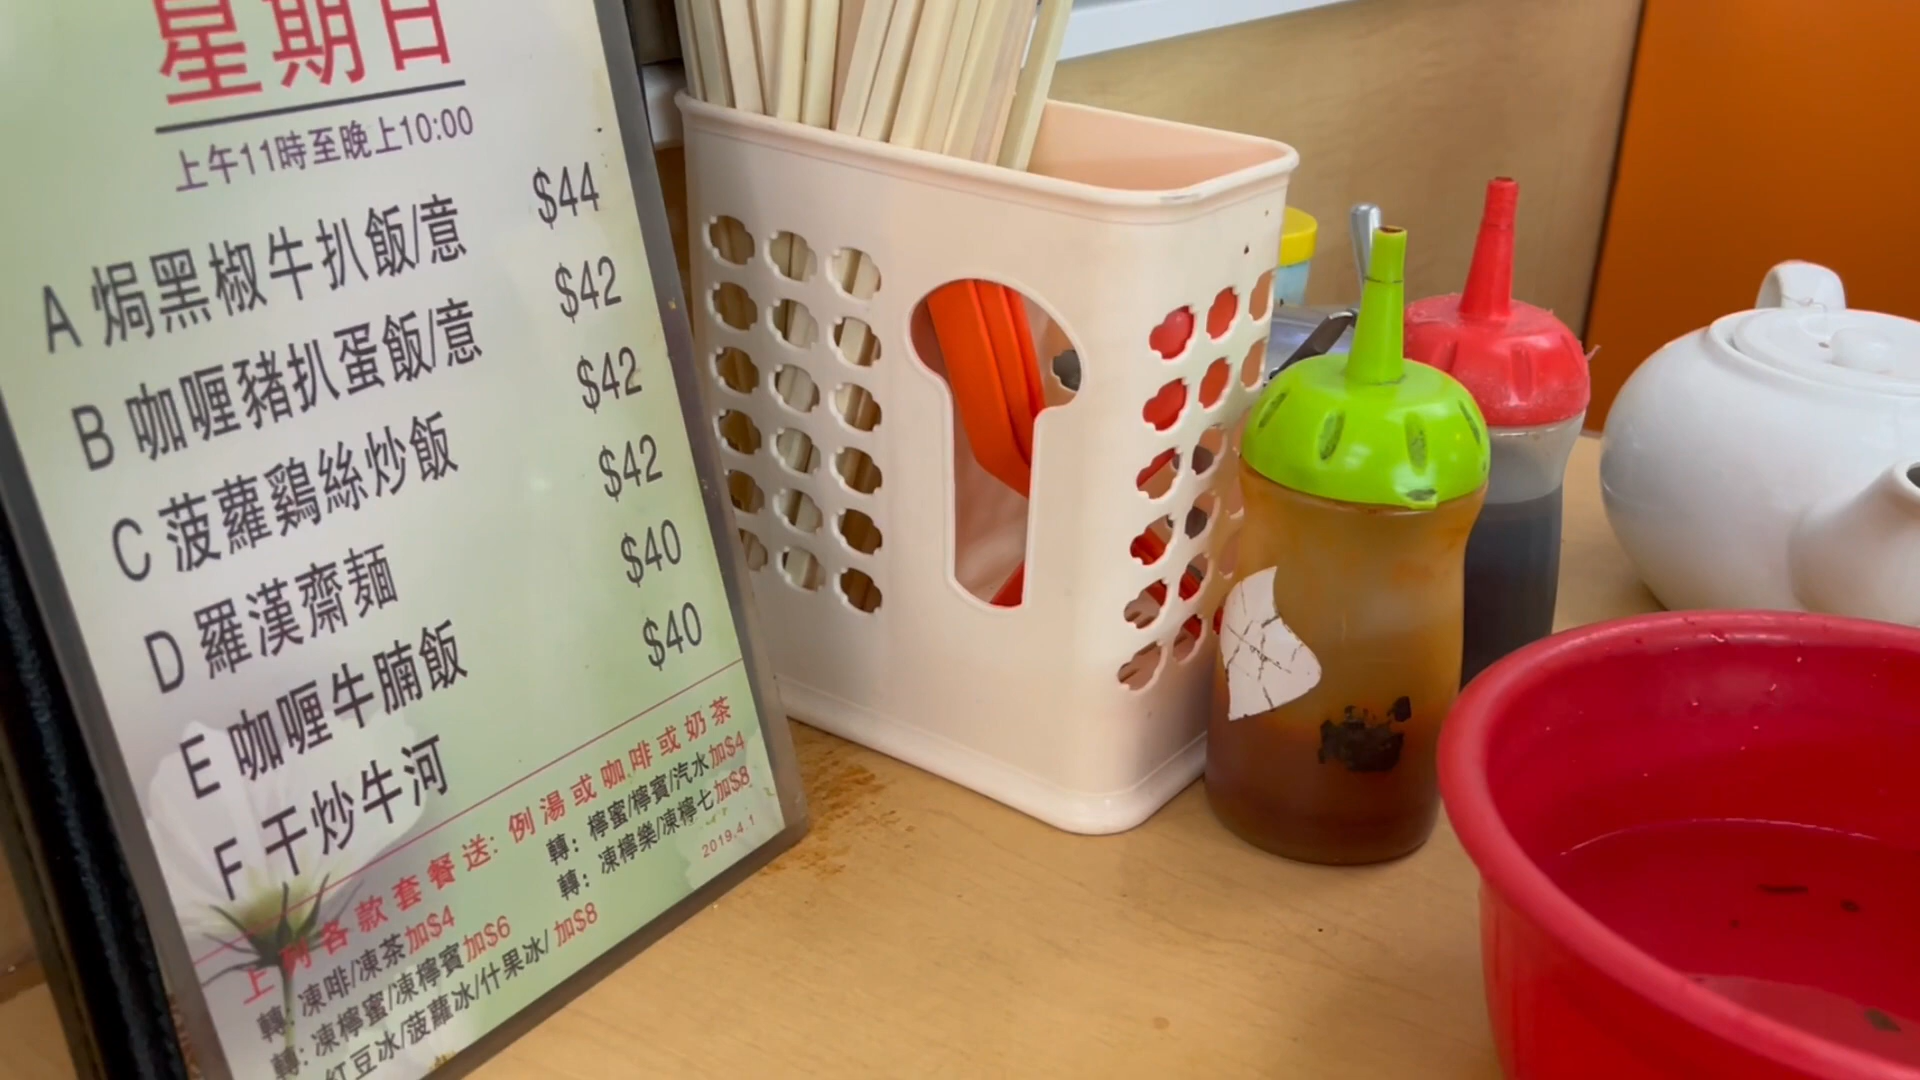 星期日
上午11時至晚上10:00
A 焗黑椒牛扒飯/意 $44
B 咖喱豬扒蛋飯/意 $42
C 菠蘿鷄絲炒飯 $42
D 羅漢齋麵 $42
E 咖喱牛腩飯 $40
F 干炒牛河 $40
上列各款套餐送: 例湯或咖啡或奶茶
轉: 凍啡/凍茶加$4 轉: 檸蜜/檸賓/汽水加$4
轉: 凍檸蜜/凍檸賓加$6 轉: 凍檸樂/凍檸七加$8
紅豆冰/菠蘿冰/什果冰/ 加$8
2019.4.1